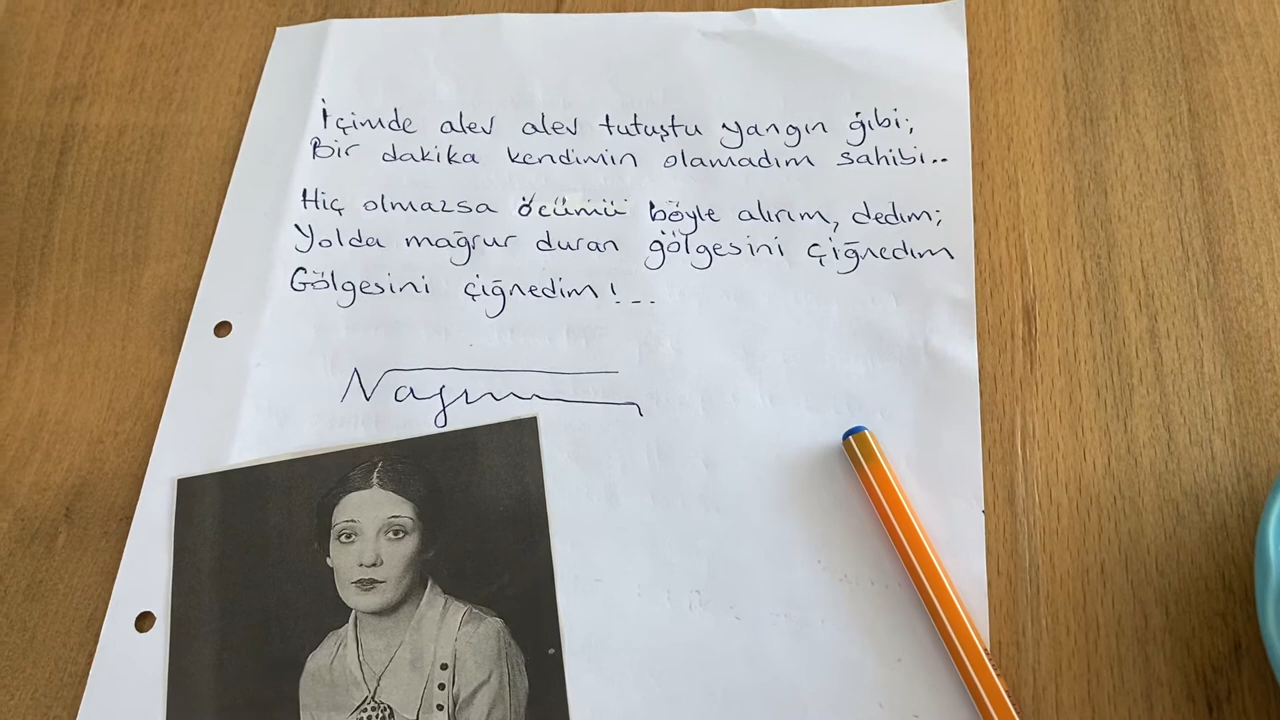 İçimde alev alev tutuştu yangın gibi;
Bir dakika kendimin olamadım sahibi..
Hiç olmazsa öcümü böyle alırım, dedim;
Yolda mağrur duran gölgesini çiğnedim
Gölgesini çiğnedim!...